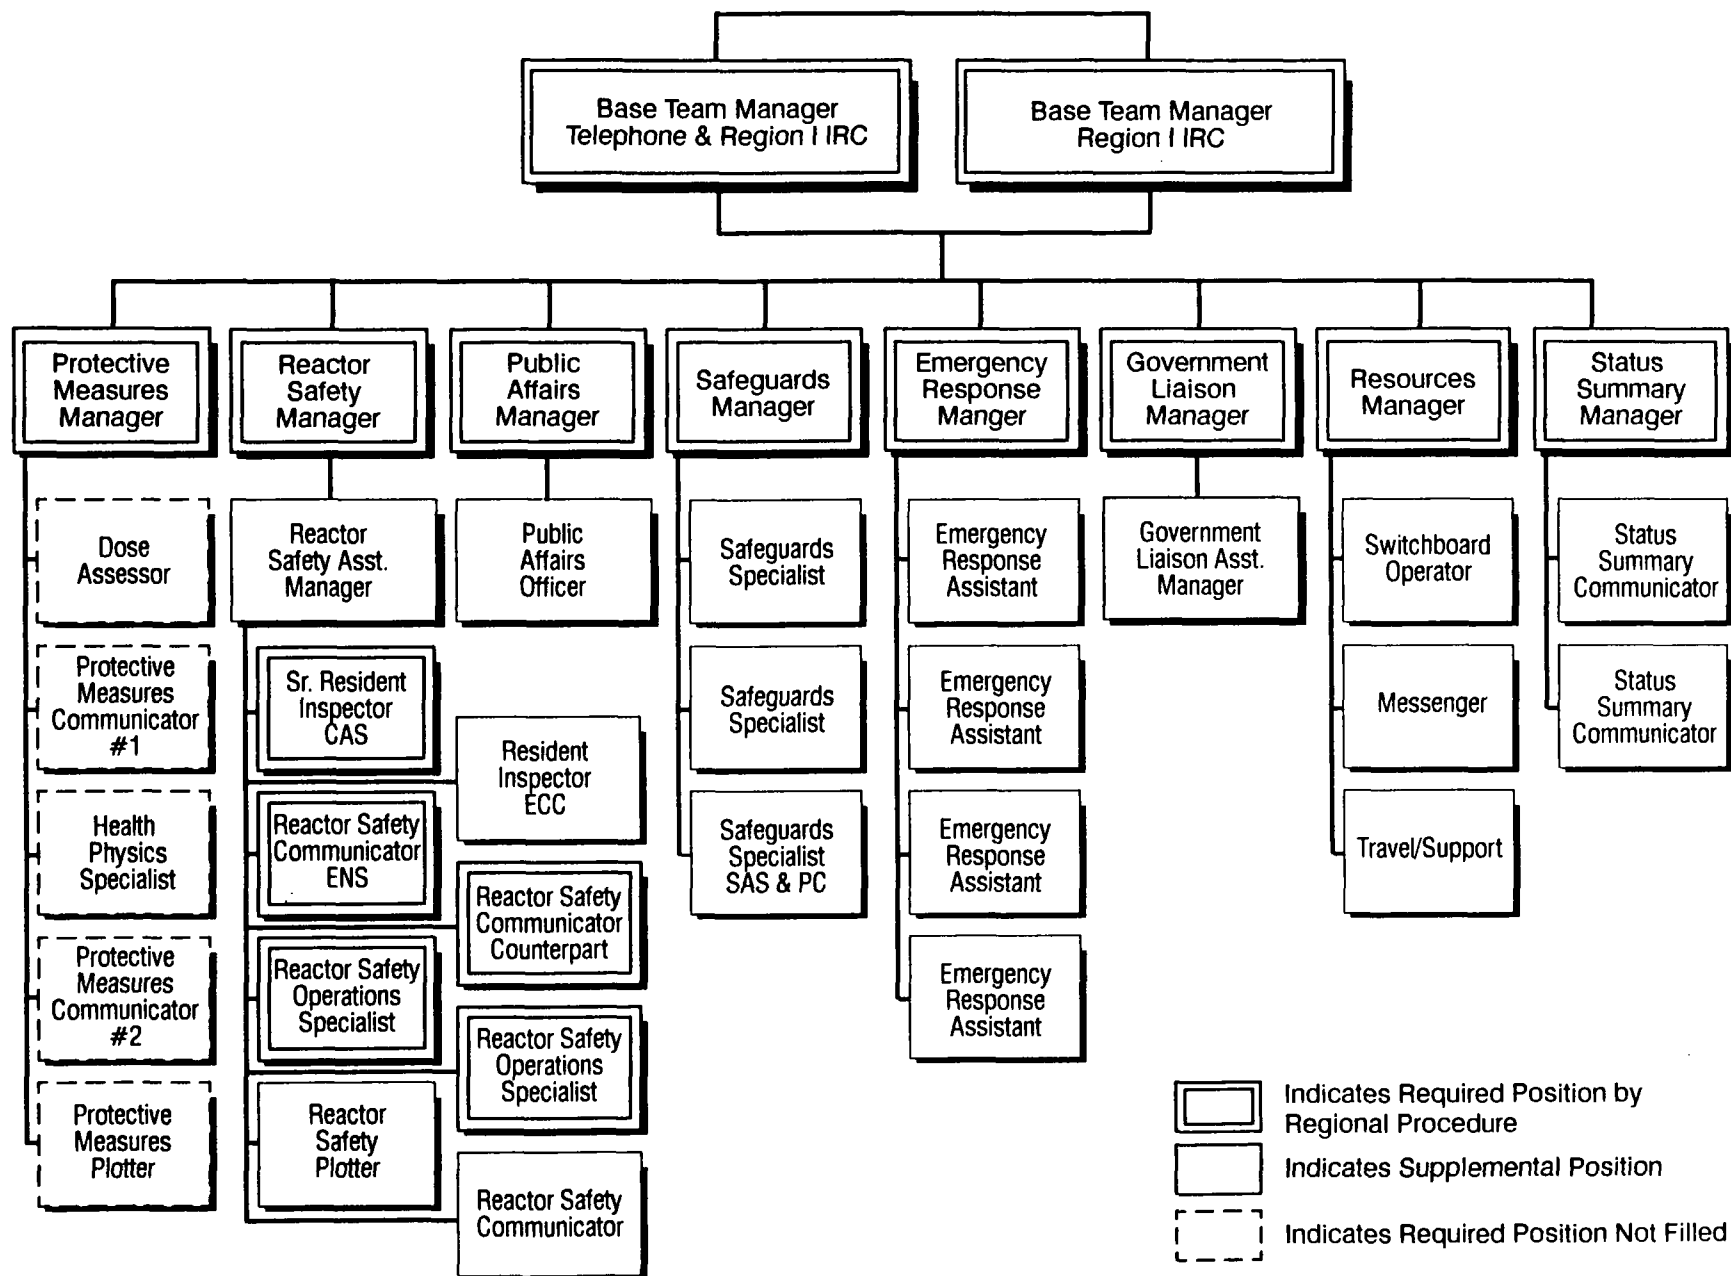 Base Team Manager
Telephone & Region I IRC
Base Team Manager
Region I IRC
Protective
Measures
Manager
Reactor
Safety
Manager
Public
Affairs
Manager
Safeguards
Manager
Emergency
Response
Manger
Government
Liaison
Manager
Resources
Manager
Status
Summary
Manager
Dose
Assessor
Reactor
Safety Asst.
Manager
Public
Affairs
Officer
Safeguards
Specialist
Emergency
Response
Assistant
Government
Liaison Asst.
Manager
Switchboard
Operator
Status
Summary
Communicator
Protective
Measures
Communicator
#1
Sr. Resident
Inspector
CAS
Resident
Inspector
ECC
Safeguards
Specialist
Emergency
Response
Assistant
Messenger
Status
Summary
Communicator
Health
Physics
Specialist
Reactor Safety
Communicator
ENS
Reactor Safety
Communicator
Counterpart
Safeguards
Specialist
SAS & PC
Emergency
Response
Assistant
Travel/Support
Protective
Measures
Communicator
#2
Reactor Safety
Operations
Specialist
Reactor Safety
Operations
Specialist
Emergency
Response
Assistant
Protective
Measures
Plotter
Reactor
Safety
Plotter
Reactor Safety
Communicator
Indicates Required Position by
Regional Procedure
Indicates Supplemental Position
Indicates Required Position Not Filled